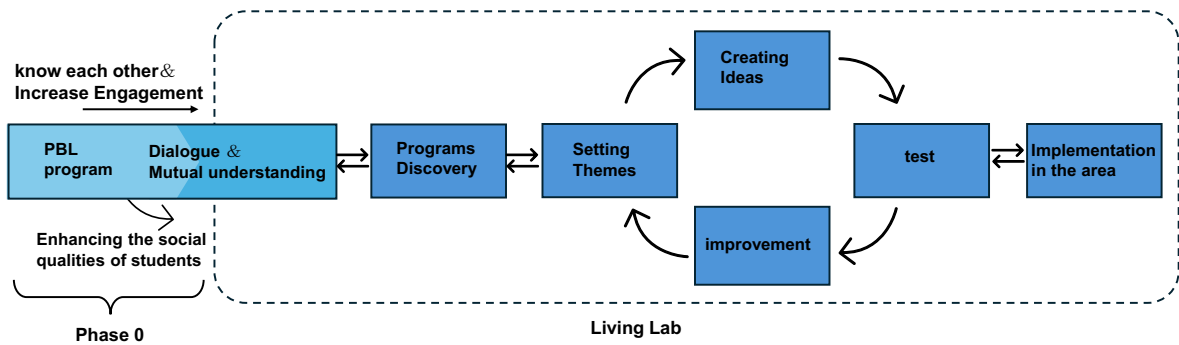 know each other &
Increase Engagement
PBL
program
Dialogue &
Mutual understanding
Enhancing the social
qualities of students
Phase 0
Programs
Discovery
Setting
Themes
Creating
Ideas
test
improvement
Implementation
in the area
Living Lab